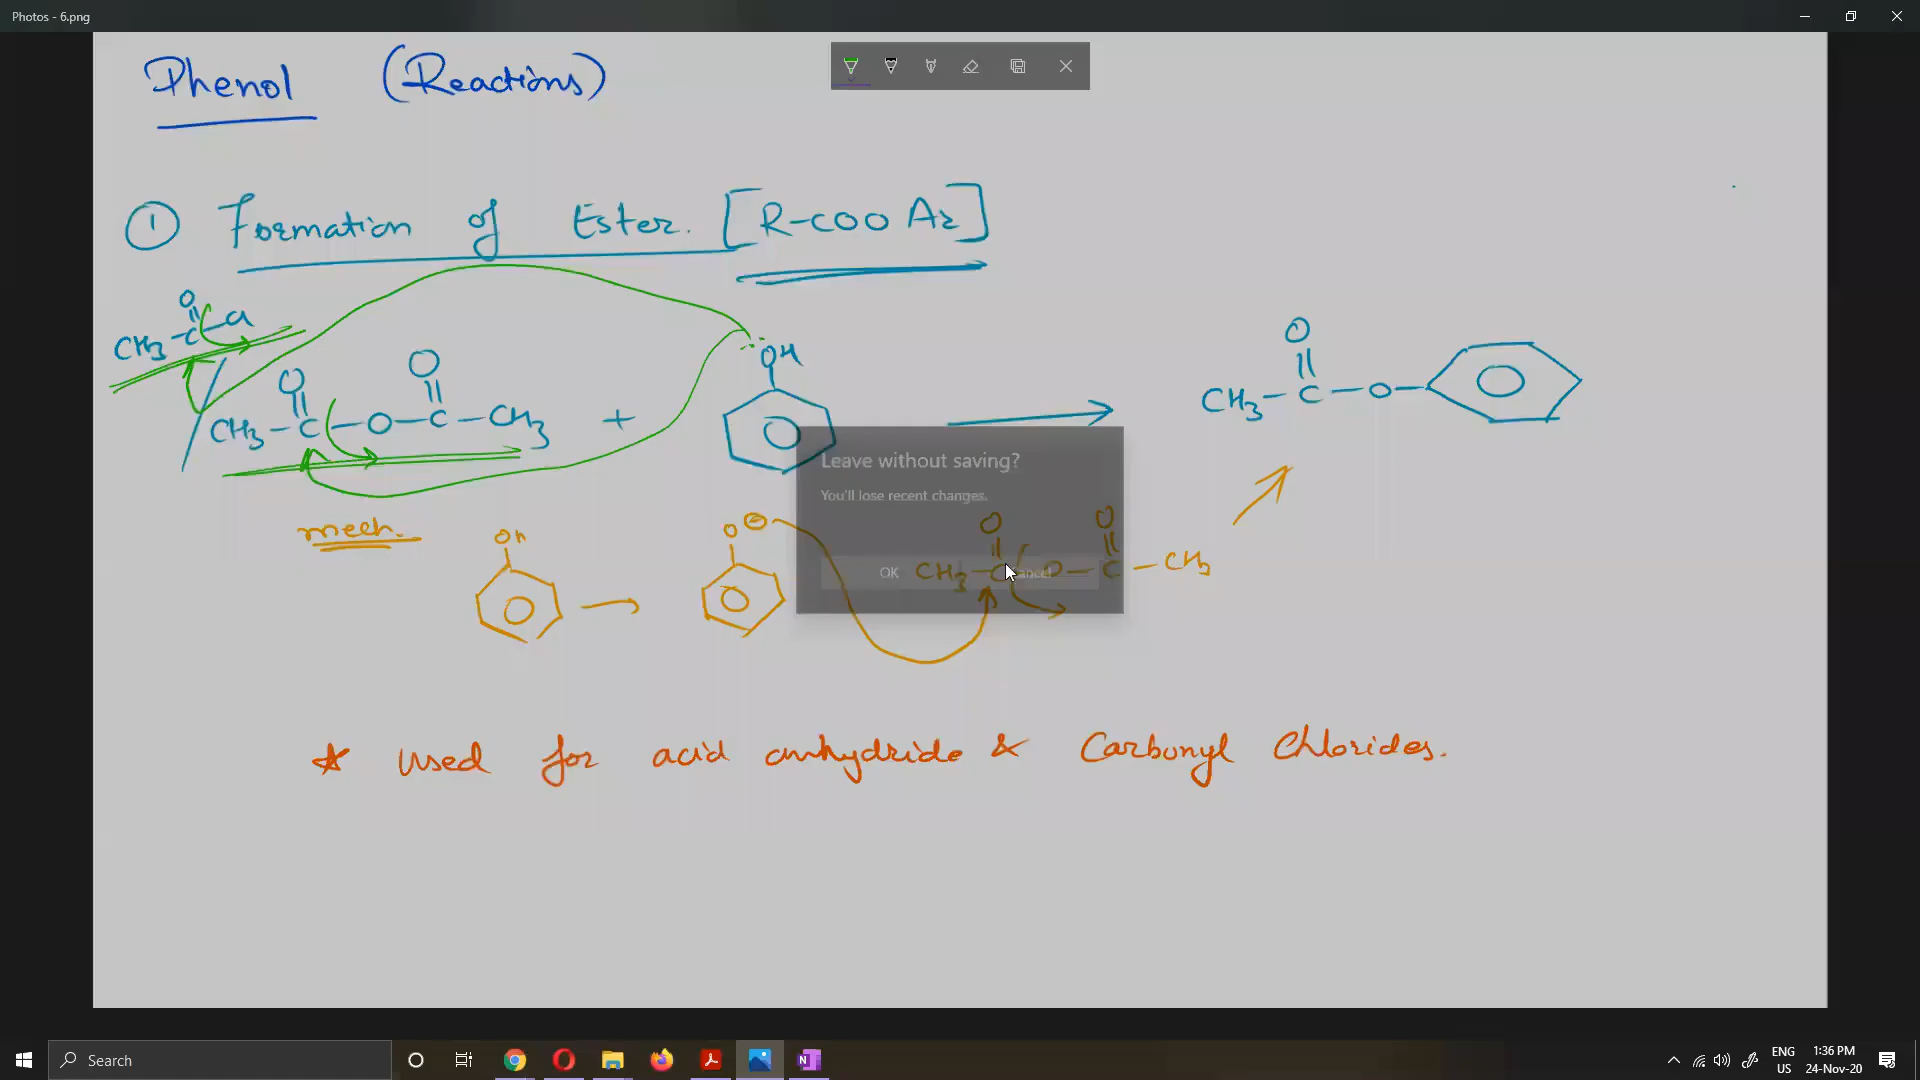 Photos - 6.png
Phenol (Reactions)
① Formation of Ester. [R-COO Ar]
O
CH3-C-Cl
O O OH O
CH3-C-O-C-CH3 + CH3-C-O-
Leave without saving?
You'll lose recent changes.
mech. OH O⊖ O O
OK Cancel
CH3-C-O-C-CH3
★ Used for acid anhydride & Carbonyl Chlorides.
Search
ENG
US
1:36 PM
24-Nov-20